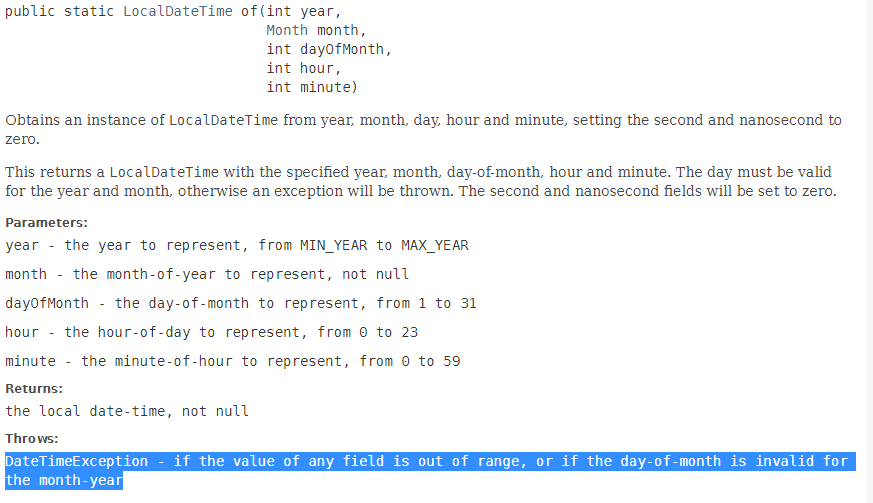 public static LocalDateTime of(int year,
Month month,
int dayOfMonth,
int hour,
int minute)
Obtains an instance of LocalDateTime from year, month, day, hour and minute, setting the second and nanosecond to
zero.
This returns a LocalDateTime with the specified year, month, day-of-month, hour and minute. The day must be valid
for the year and month, otherwise an exception will be thrown. The second and nanosecond fields will be set to zero.
Parameters:
year - the year to represent, from MIN_YEAR to MAX_YEAR
month - the month-of-year to represent, not null
dayOfMonth - the day-of-month to represent, from 1 to 31
hour - the hour-of-day to represent, from 0 to 23
minute - the minute-of-hour to represent, from 0 to 59
Returns:
the local date-time, not null
Throws:
DateTimeException - if the value of any field is out of range, or if the day-of-month is invalid for
the month-year